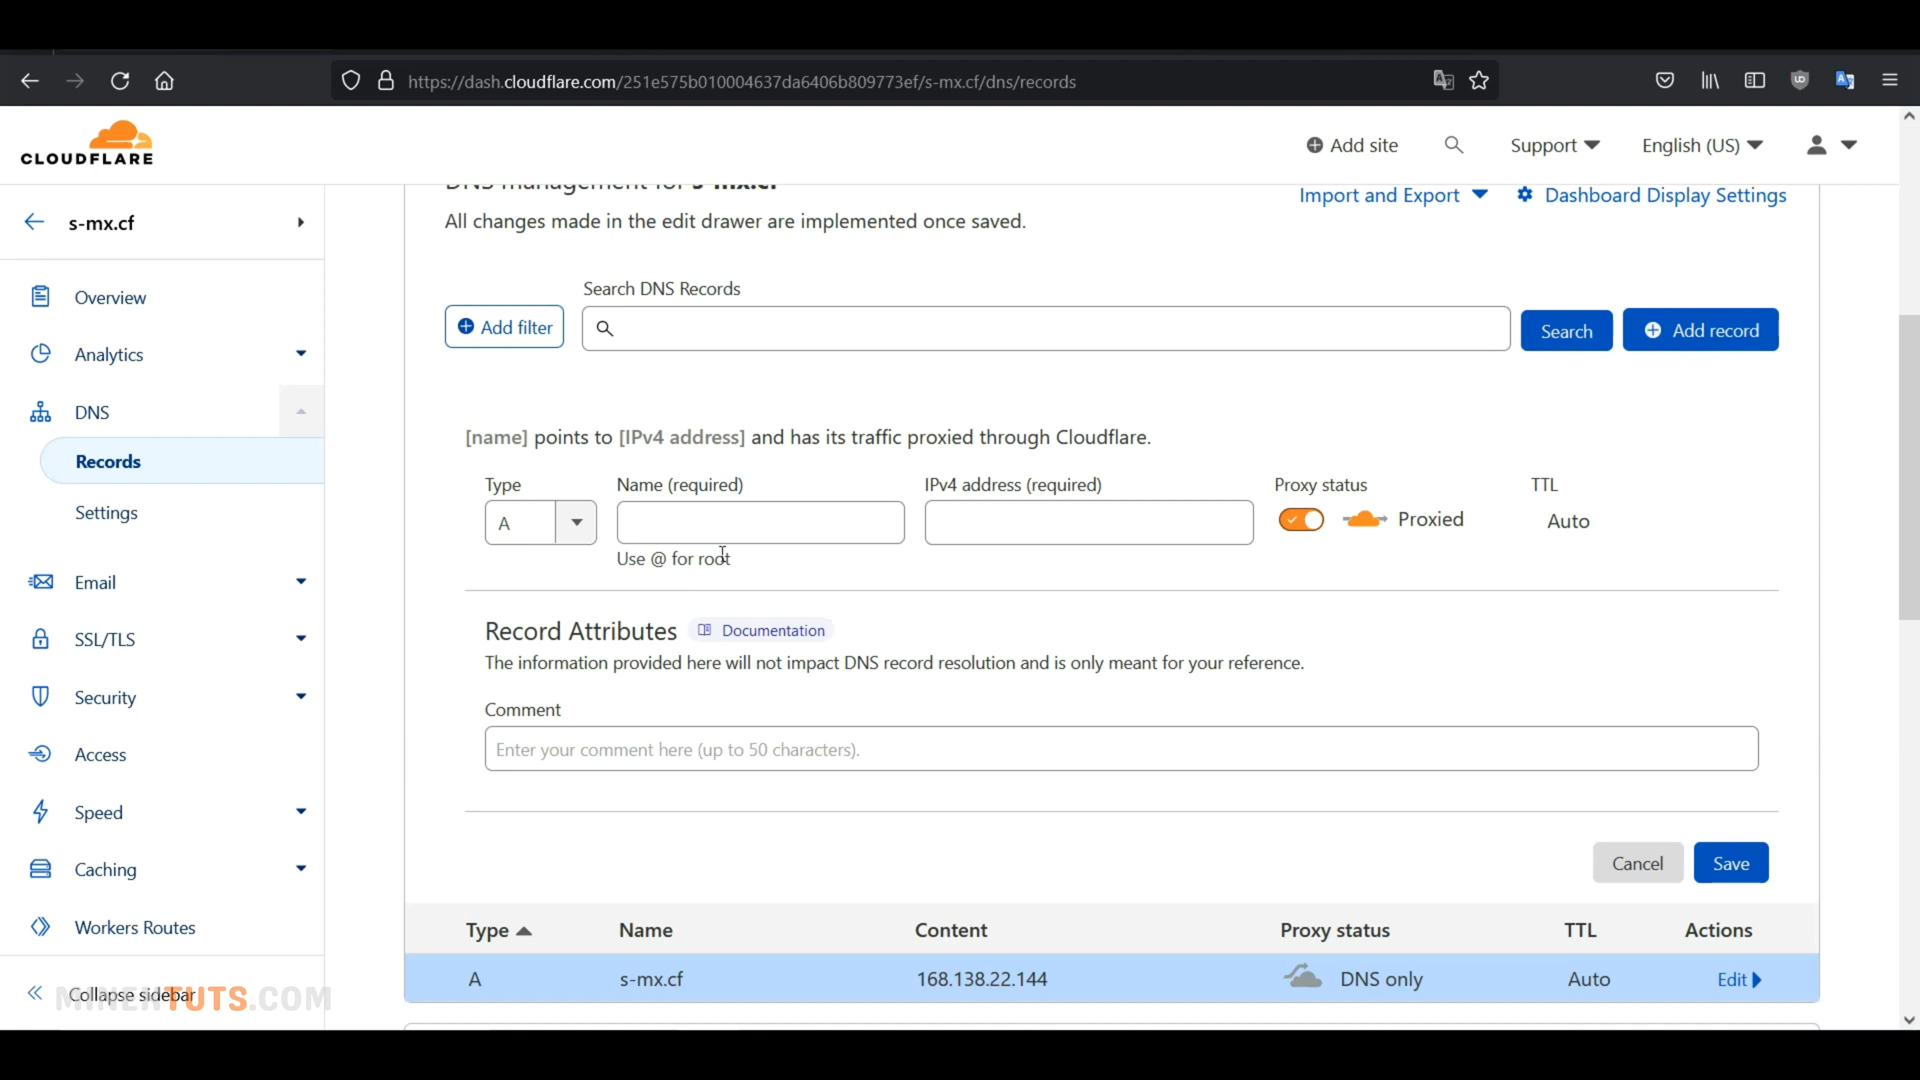 https://dash.cloudflare.com/251e575b010004637da6406b809773ef/s-mx.cf/dns/records
CLOUDFLARE
Add site
Support
English (US)
s-mx.cf
DNS management for s-mx.cf
Import and Export
Dashboard Display Settings
All changes made in the edit drawer are implemented once saved.
Overview
Analytics
DNS
Records
Settings
Email
SSL/TLS
Security
Access
Speed
Caching
Workers Routes
Collapse sidebar
MINENTUTS.COM
Search DNS Records
Add filter
Search
Add record
[name] points to [IPv4 address] and has its traffic proxied through Cloudflare.
Type
Name (required)
IPv4 address (required)
Proxy status
TTL
A
Proxied
Auto
Use @ for root
Record Attributes
Documentation
The information provided here will not impact DNS record resolution and is only meant for your reference.
Comment
Enter your comment here (up to 50 characters).
Cancel
Save
Type Name Content Proxy status TTL Actions
A s-mx.cf 168.138.22.144 DNS only Auto Edit